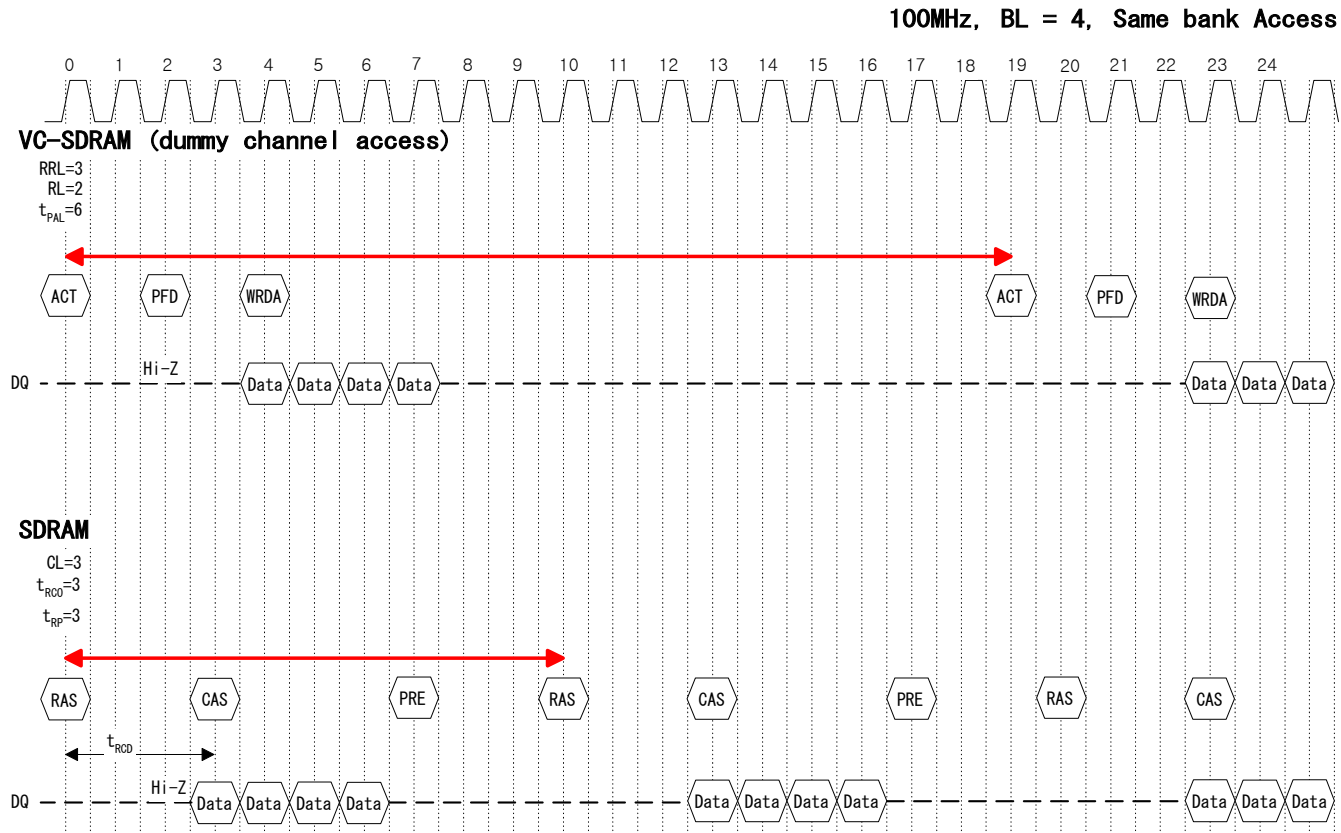 100MHz, BL = 4, Same bank Access
0 1 2 3 4 5 6 7 8 9 10 11 12 13 14 15 16 17 18 19 20 21 22 23 24
VC-SDRAM (dummy channel access)
RRL=3
RL=2
tPAL=6
ACT PFD WRDA ACT PFD WRDA
Hi-Z
DQ Data Data Data Data Data Data Data
SDRAM
CL=3
tRCO=3
tRP=3
RAS CAS PRE RAS CAS PRE RAS CAS
tRCD
Hi-Z
DQ Data Data Data Data Data Data Data Data Data Data Data